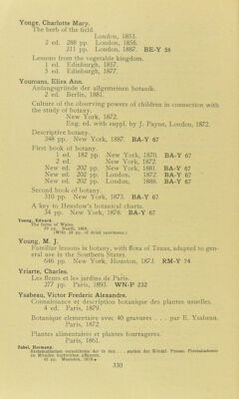 Yonge, Charlotte Mary.
The herb of the field
London, 1853.
2 ed. 288 pp. London, 1858.
211 pp. London, 1887. BE-Y 58
Lessons from the vegetable kingdom.
1 ed. Edinburgh, 1857.
3 ed. Edinburgh, 1877.
Youmans, Eliza Ann.
Anfangsgründe der allgemeinen botanik.
2 ed. Berlin, 1881.
Culture of the observing powers of children in connection with
the study of botany.
New York, 1872.
Eng. ed. with suppl. by J. Payne, London, 1872.
Descriptive botany.
348 pp. New York, 1887. BA-Y 67
First book of botany.
1 ed. 182 pp. New York, 1870. BA-Y 67
2 ed. New York, 1872.
New ed. 202 pp. New York, 1881. BA-Y 67
New ed. 202 pp. London, 1872. BA-Y 67
New ed. 202 pp. London, 1888. BA-Y 67
Second book of botany.
310 pp. New York, 1873. BA-Y 67
A key to Henslow's botanical charts.
34 pp. New York, 1878. BA-Y 67
Young, Edward.
The ferns of Wales.
Neath, 1856.
Young, M. J.
Familiar lessons in botany, with flora of Texas, adapted to gen-
eral use in the Southern States.
646 pp. New York, Houston, 1873. RM-Y 74
Yriarte, Charles.
Les fleurs et les jardins de Paris.
277 pp. Paris, 1893. WN-P 232
Ysabeau, Victor Frederic Alexandre.
Connaissance et description botanique des plantes usuelles.
4 ed. Paris, 1879.
Botanique elementaire avec 40 gravures . . . par E. Ysabeau.
Paris, 1872.
Plantes alimentaires et plantes fourrageres.
Paris, 1861.
Zabel, Hermann.
330